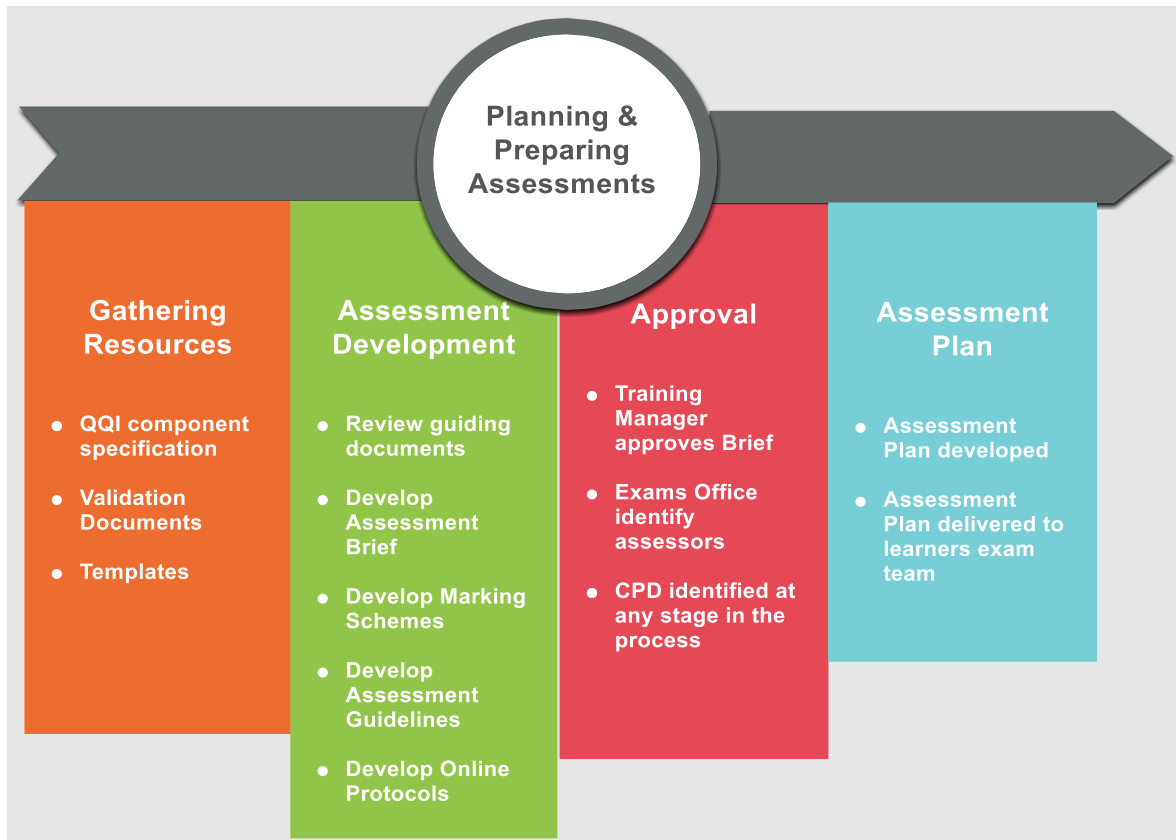 Planning &
Preparing
Assessments
Gathering
Resources
● QQI component
specification
● Validation
Documents
● Templates
Assessment
Development
● Review guiding
documents
● Develop
Assessment
Brief
● Develop Marking
Schemes
● Develop
Assessment
Guidelines
● Develop Online
Protocols
Approval
● Training
Manager
approves Brief
● Exams Office
identify
assessors
● CPD identified at
any stage in the
process
Assessment
Plan
● Assessment
Plan developed
● Assessment
Plan delivered to
learners exam
team